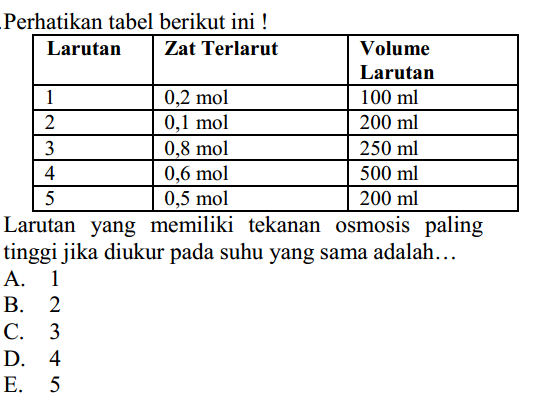 .Perhatikan tabel berikut ini !
Larutan Zat Terlarut Volume
Larutan
1 0,2 mol 100 ml
2 0,1 mol 200 ml
3 0,8 mol 250 ml
4 0,6 mol 500 ml
5 0,5 mol 200 ml
Larutan yang memiliki tekanan osmosis paling
tinggi jika diukur pada suhu yang sama adalah…
A. 1
B. 2
C. 3
D. 4
E. 5